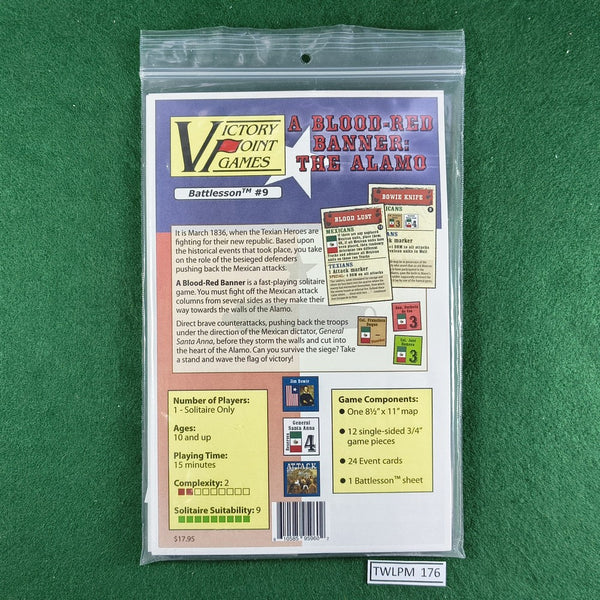 VICTORY
POINT
GAMES
A BLOOD-RED
BANNER:
THE ALAMO
Battlesson™ #9
It is March 1836, when the Texian Heroes are
fighting for their new republic. Based upon
the historical events that took place, you take
on the role of the besieged defenders
pushing back the Mexican attacks.
A Blood-Red Banner is a fast-playing solitaire
game. You must fight off the Mexican attack
columns from several sides as they make their
way towards the walls of the Alamo.
Direct brave counterattacks, pushing back the troops
under the direction of the Mexican dictator, General
Santa Anna, before they storm the walls and cut into
the heart of the Alamo. Can you survive the siege? Take
a stand and wave the flag of victory!
BOWIE KNIFE
BLOOD LUST
MEXICANS
TEXIANS
1 Attack marker
3
3
Number of Players:
1 - Solitaire Only
Ages:
10 and up
Playing Time:
15 minutes
Complexity: 2
Solitaire Suitability: 9
$17.95
Jim Bowie
General
Santa Anna
4
ATTACK
Game Components:
One 8½" x 11" map
12 single-sided 3/4"
game pieces
24 Event cards
1 Battlesson™ sheet
TWLPM 176